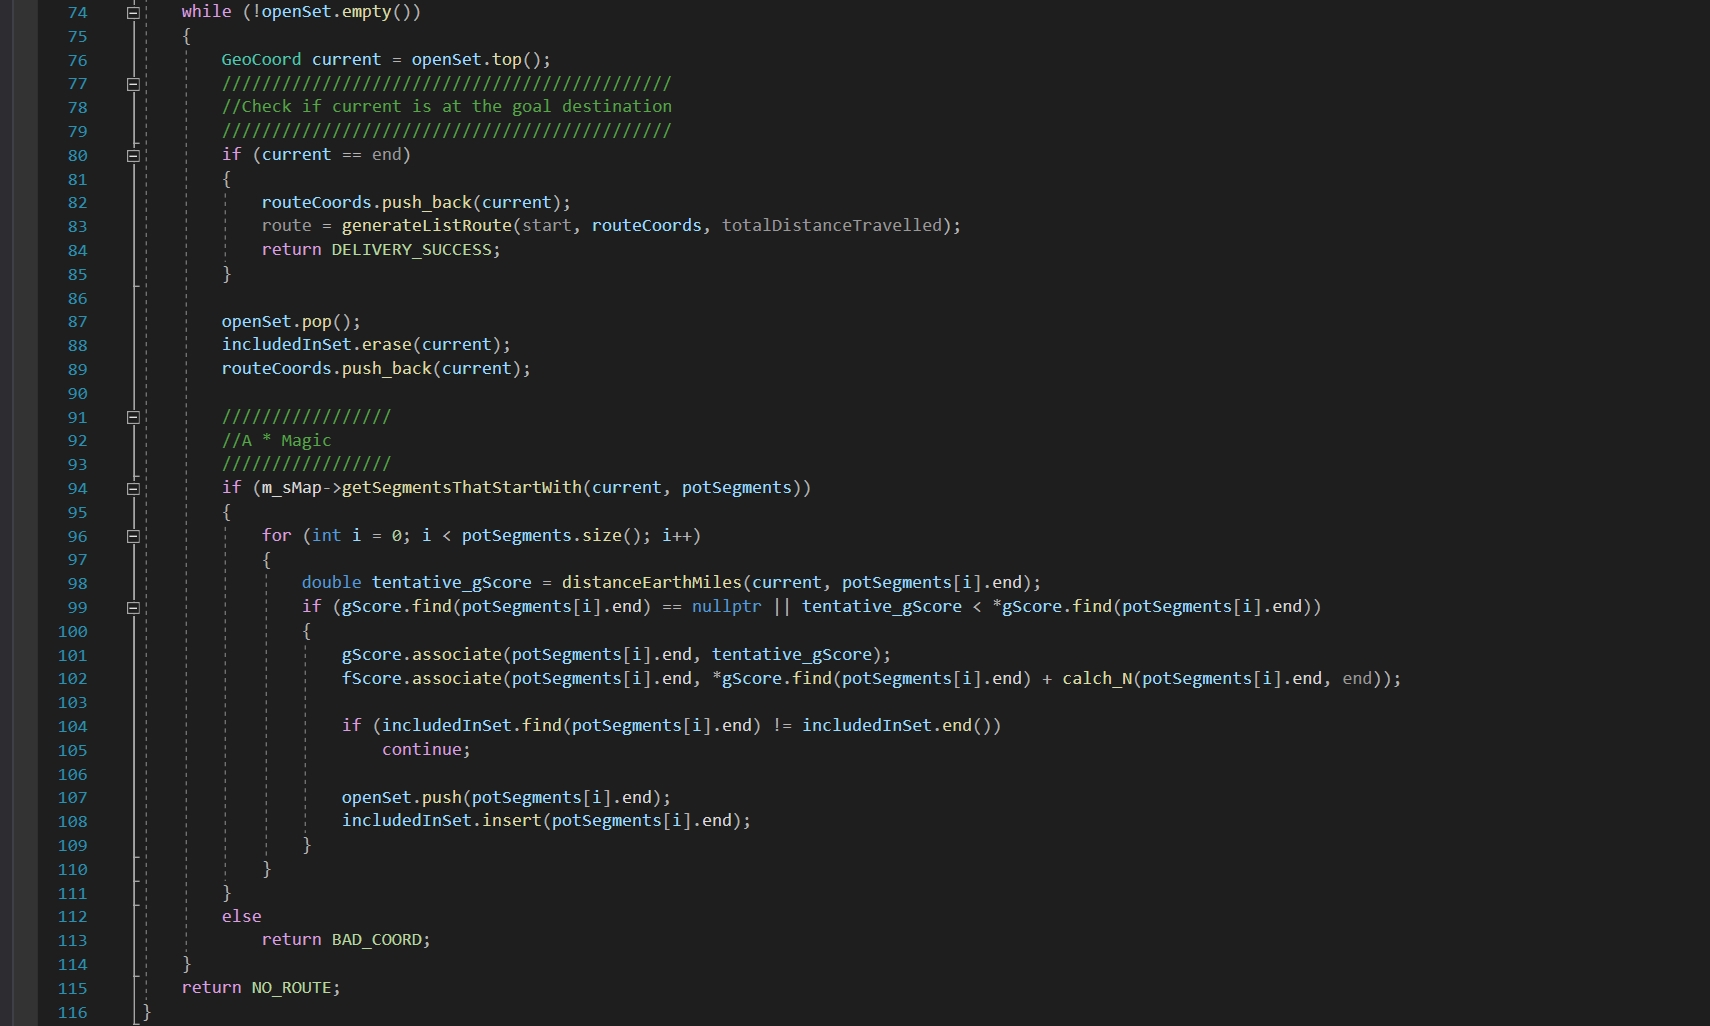 74 while (!openSet.empty())
75 {
76 GeoCoord current = openSet.top();
77 /////////////////////////////////////////////
78 //Check if current is at the goal destination
79 /////////////////////////////////////////////
80 if (current == end)
81 {
82 routeCoords.push_back(current);
83 route = generateListRoute(start, routeCoords, totalDistanceTravelled);
84 return DELIVERY_SUCCESS;
85 }
86
87 openSet.pop();
88 includedInSet.erase(current);
89 routeCoords.push_back(current);
90
91 /////////////////
92 //A * Magic
93 /////////////////
94 if (m_sMap->getSegmentsThatStartWith(current, potSegments))
95 {
96 for (int i = 0; i < potSegments.size(); i++)
97 {
98 double tentative_gScore = distanceEarthMiles(current, potSegments[i].end);
99 if (gScore.find(potSegments[i].end) == nullptr || tentative_gScore < *gScore.find(potSegments[i].end))
100 {
101 gScore.associate(potSegments[i].end, tentative_gScore);
102 fScore.associate(potSegments[i].end, *gScore.find(potSegments[i].end) + calch_N(potSegments[i].end, end));
103
104 if (includedInSet.find(potSegments[i].end) != includedInSet.end())
105 continue;
106
107 openSet.push(potSegments[i].end);
108 includedInSet.insert(potSegments[i].end);
109 }
110 }
111 }
112 else
113 return BAD_COORD;
114 }
115 return NO_ROUTE;
116 }